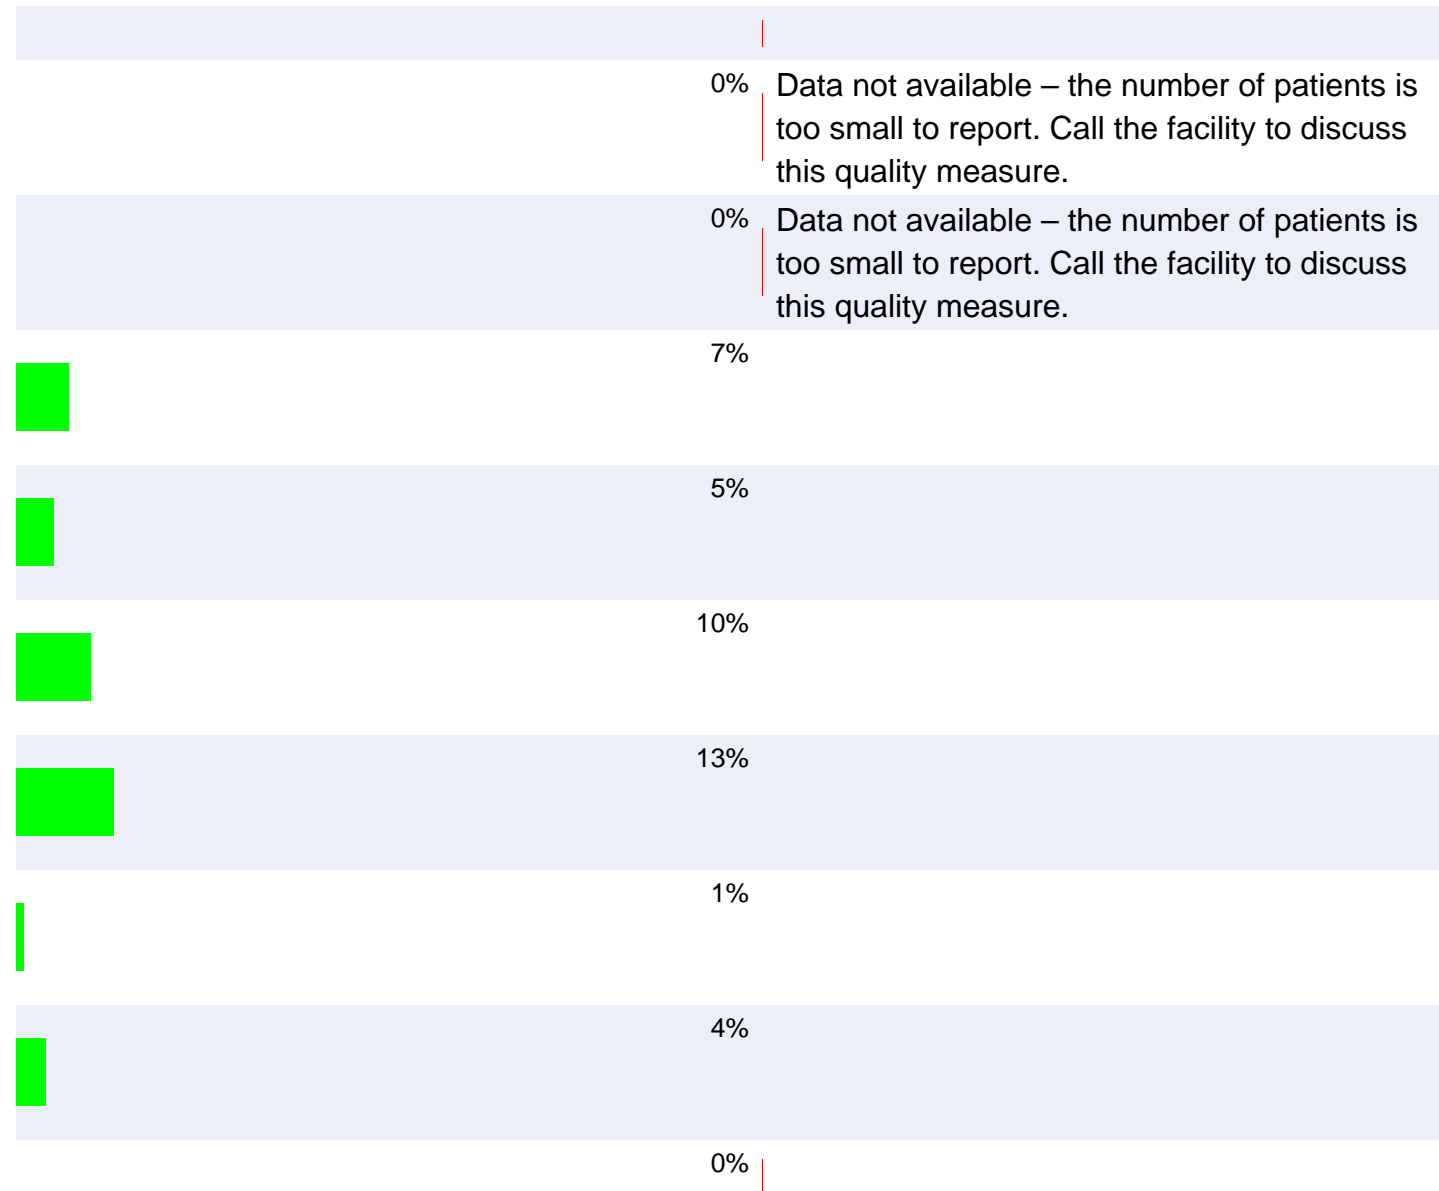 0% Data not available – the number of patients is
too small to report. Call the facility to discuss
this quality measure.
0% Data not available – the number of patients is
too small to report. Call the facility to discuss
this quality measure.
7%
5%
10%
13%
1%
4%
0%